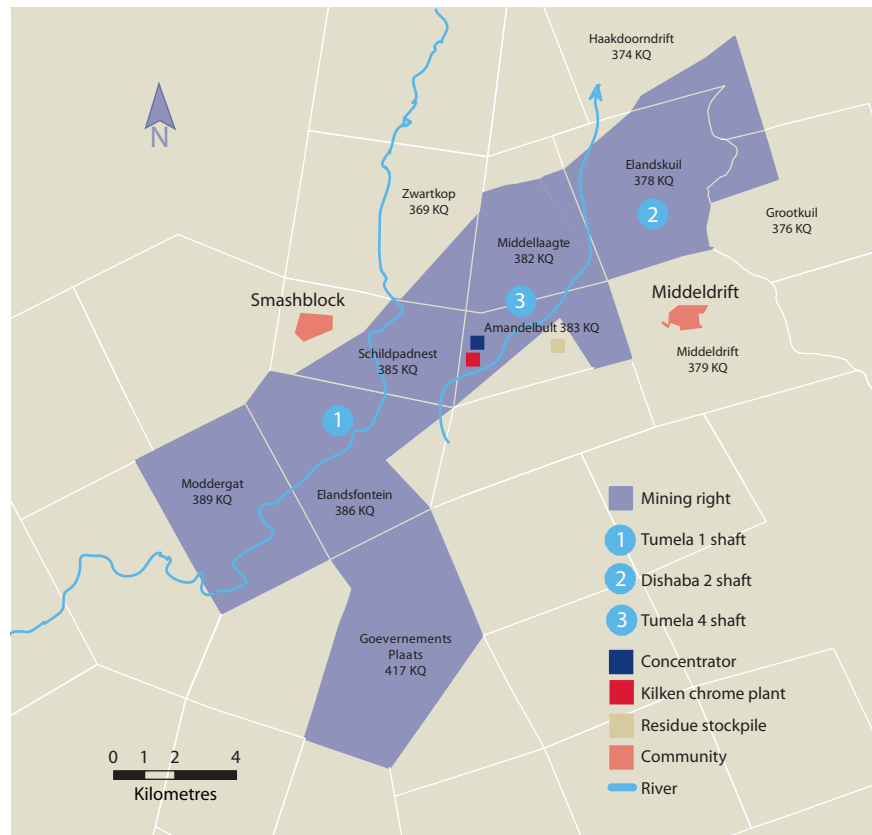 Haakdoorndrift
374 KQ
N
Elandskuil
378 KQ
Zwartkop
369 KQ
2
Grootkuil
376 KQ
Middellaagte
382 KQ
Smashblock
3
Middeldrift
Amandelbult 383 KQ
Schildpadnest
385 KQ
Middeldrift
379 KQ
1
Moddergat
389 KQ
Elandsfontein
386 KQ
Goevernements
Plaats
417 KQ
Mining right
1 Tumela 1 shaft
2 Dishaba 2 shaft
3 Tumela 4 shaft
Concentrator
Kilken chrome plant
Residue stockpile
Community
River
0 1 2 4
Kilometres